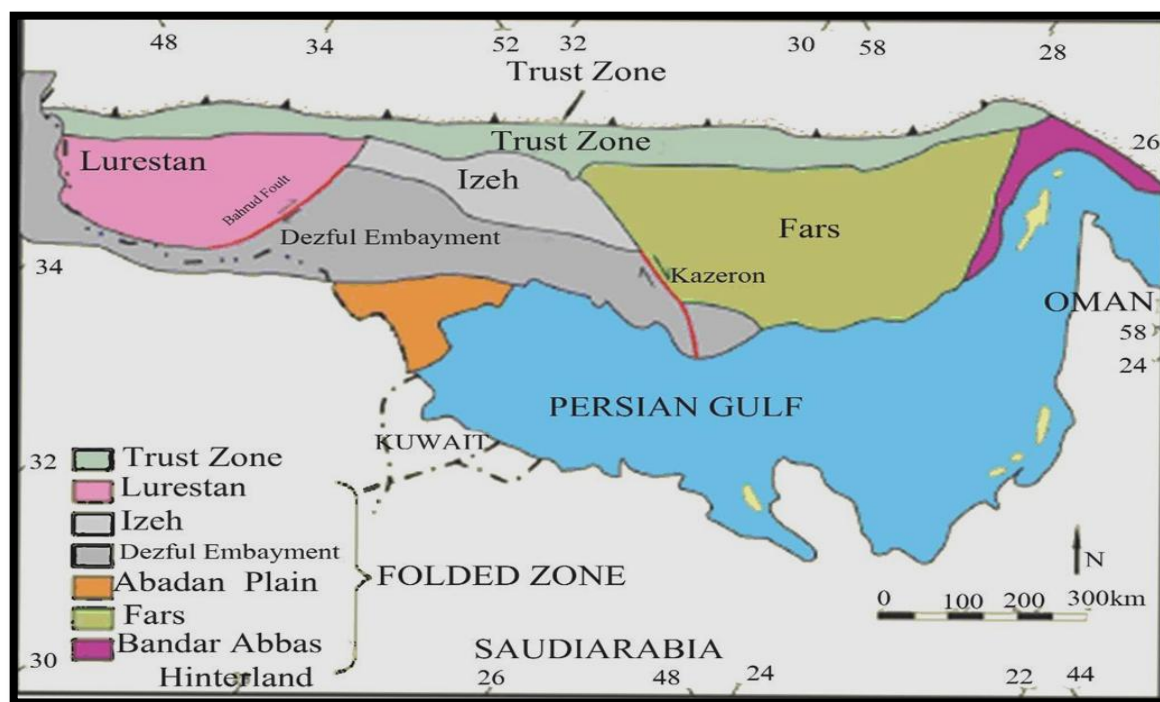 48 34 52 32 30 58 28
Trust Zone
Trust Zone
26
Lurestan
Izeh
Bahrud Foult
Fars
Dezful Embayment
34
Kazeron
OMAN
58
24
PERSIAN GULF
KUWAIT
32
Trust Zone
Lurestan
Izeh
Dezful Embayment
Abadan Plain
Fars
Bandar Abbas
Hinterland
FOLDED ZONE
N
0 100 200 300km
SAUDIARABIA
30
26 48 24 22 44